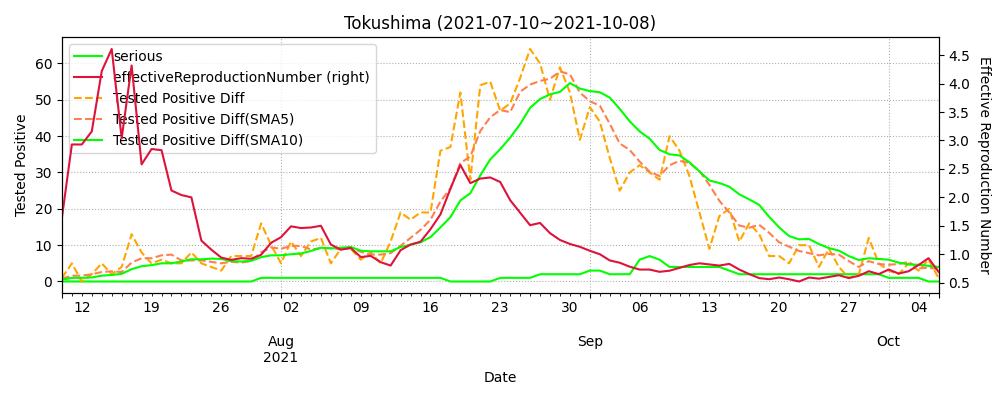 Tokushima (2021-07-10~2021-10-08)
serious
effectiveReproductionNumber (right)
Tested Positive Diff
Tested Positive Diff(SMA5)
Tested Positive Diff(SMA10)
60
50
40
30
20
10
0
Tested Positive
4.5
4.0
3.5
3.0
2.5
2.0
1.5
1.0
0.5
Effective Reproduction Number
12 19 26 02 09 16 23 30 06 13 20 27 04
Aug Sep Oct
2021
Date